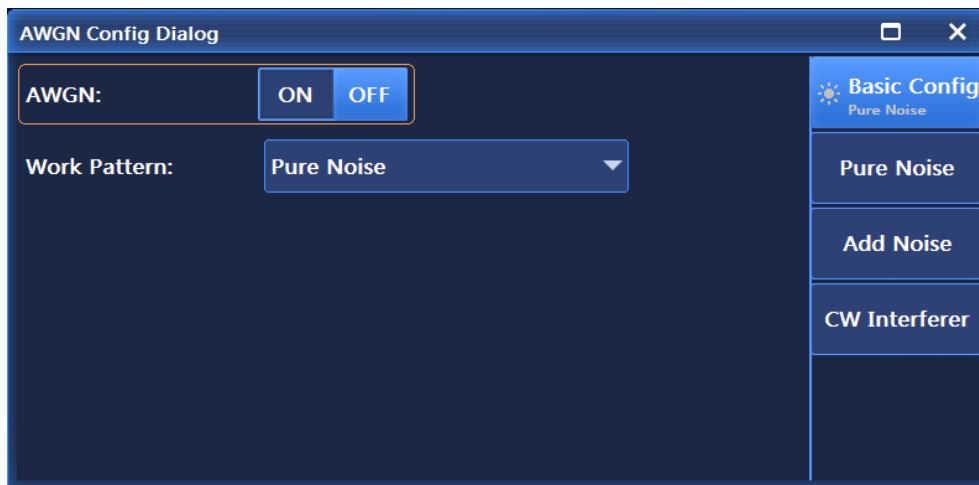 AWGN Config Dialog
AWGN: ON OFF
Work Pattern: Pure Noise
Basic Config
Pure Noise
Pure Noise
Add Noise
CW Interferer